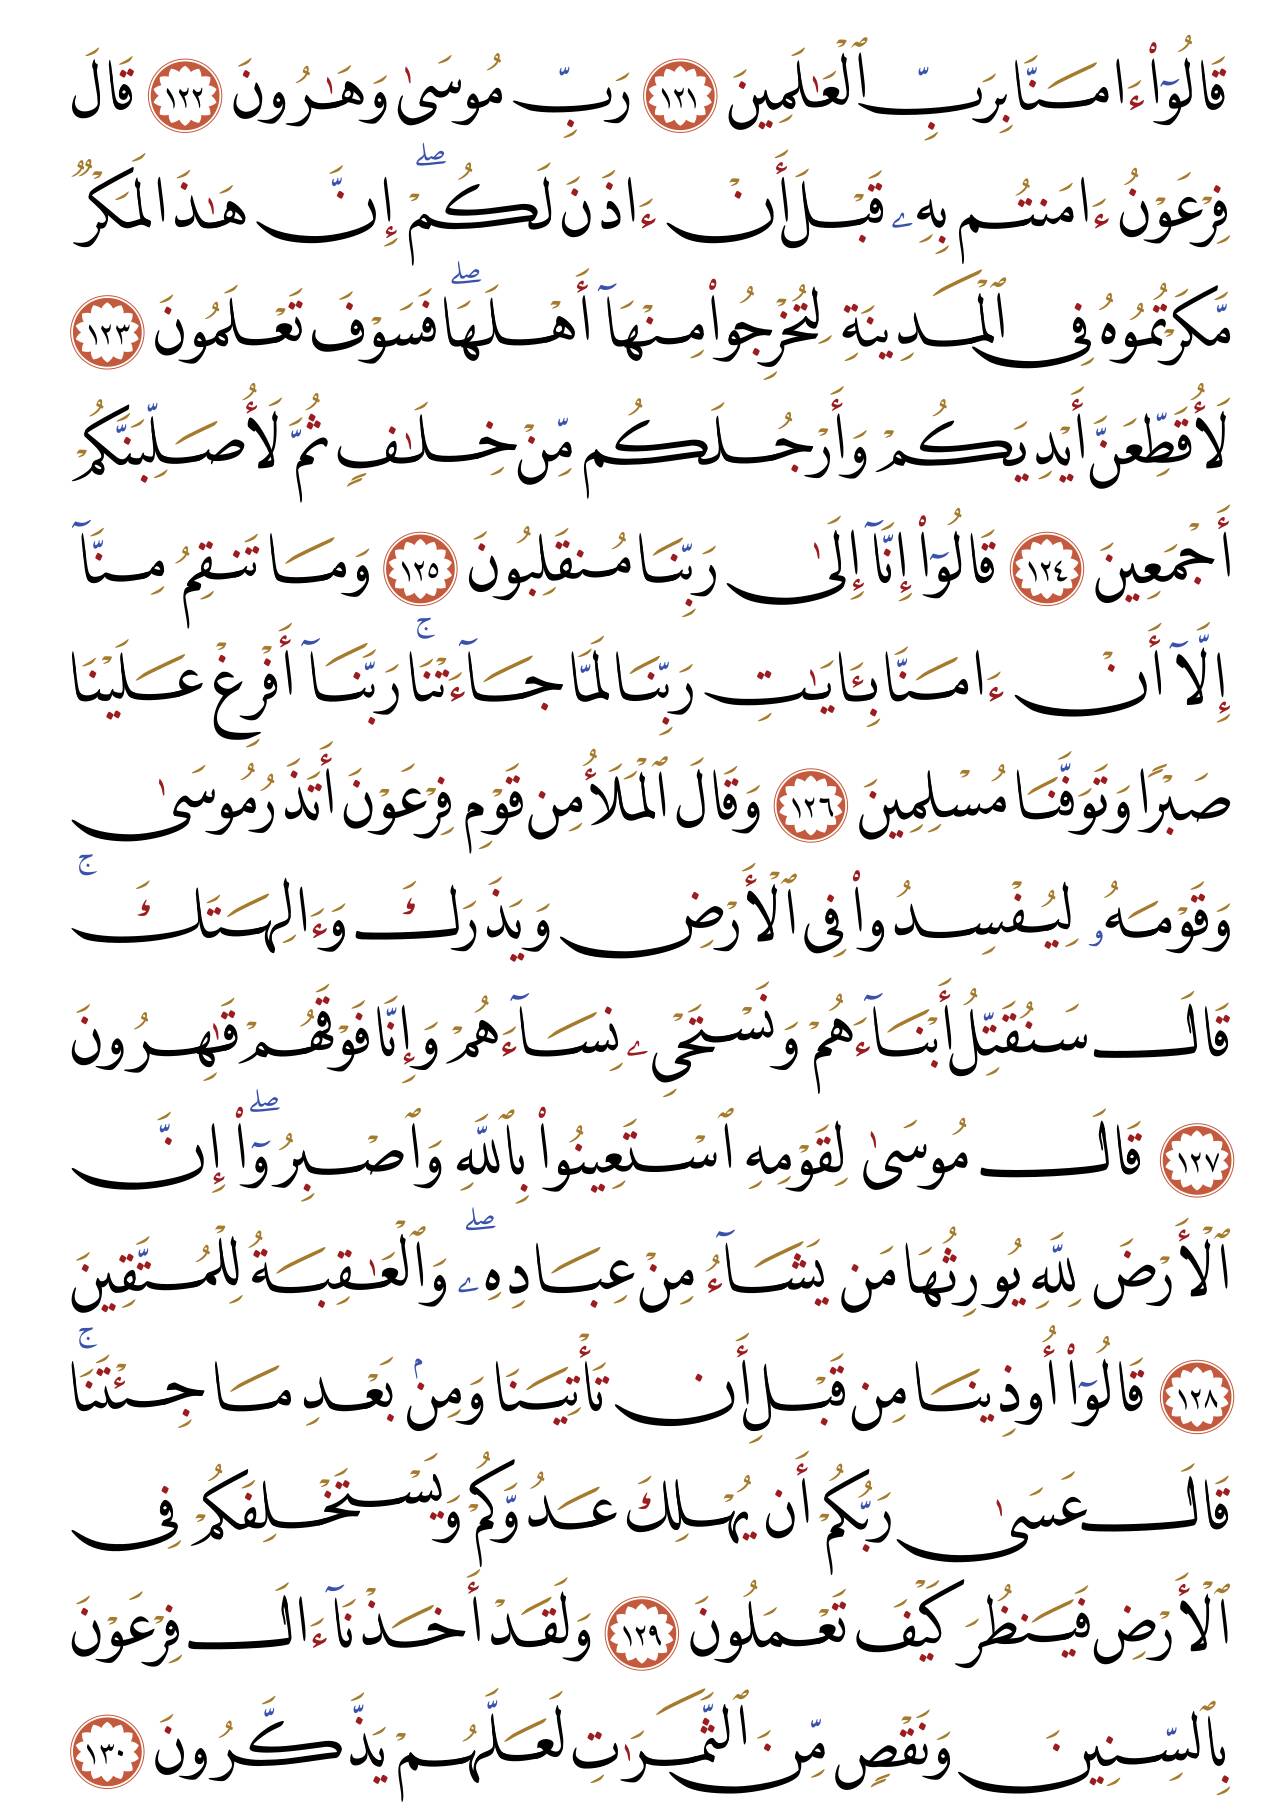 قَالُوٓا۟ ءَامَنَّا بِرَبِّ ٱلْعَـٰلَمِينَ ١٢١ رَبِّ مُوسَىٰ وَهَـٰرُونَ ١٢٢ قَالَ
فِرْعَوْنُ ءَامَنتُم بِهِۦ قَبْلَ أَنْ ءَاذَنَ لَكُمْ ۖ إِنَّ هَـٰذَا لَمَكْرٌ
مَّكَرْتُمُوهُ فِى ٱلْمَدِينَةِ لِتُخْرِجُوا۟ مِنْهَآ أَهْلَهَا ۖ فَسَوْفَ تَعْلَمُونَ ١٢٣
لَأُقَطِّعَنَّ أَيْدِيَكُمْ وَأَرْجُلَكُم مِّنْ خِلَـٰفٍ ثُمَّ لَأُصَلِّبَنَّكُمْ
أَجْمَعِينَ ١٢٤ قَالُوٓا۟ إِنَّآ إِلَىٰ رَبِّنَا مُنقَلِبُونَ ١٢٥ وَمَا تَنقِمُ مِنَّآ
إِلَّآ أَنْ ءَامَنَّا بِـَٔايَـٰتِ رَبِّنَا لَمَّا جَآءَتْنَا ۚ رَبَّنَآ أَفْرِغْ عَلَيْنَا
صَبْرًا وَتَوَفَّنَا مُسْلِمِينَ ١٢٦ وَقَالَ ٱلْمَلَأُ مِن قَوْمِ فِرْعَوْنَ أَتَذَرُ مُوسَىٰ
وَقَوْمَهُۥ لِيُفْسِدُوا۟ فِى ٱلْأَرْضِ وَيَذَرَكَ وَءَالِهَتَكَ ۚ
قَالَ سَنُقَتِّلُ أَبْنَآءَهُمْ وَنَسْتَحْىِۦ نِسَآءَهُمْ وَإِنَّا فَوْقَهُمْ قَـٰهِرُونَ
١٢٧ قَالَ مُوسَىٰ لِقَوْمِهِ ٱسْتَعِينُوا۟ بِٱللَّهِ وَٱصْبِرُوٓا۟ ۖ إِنَّ
ٱلْأَرْضَ لِلَّهِ يُورِثُهَا مَن يَشَآءُ مِنْ عِبَادِهِۦ ۖ وَٱلْعَـٰقِبَةُ لِلْمُتَّقِينَ
١٢٨ قَالُوٓا۟ أُوذِينَا مِن قَبْلِ أَن تَأْتِيَنَا وَمِنۢ بَعْدِ مَا جِئْتَنَا ۚ
قَالَ عَسَىٰ رَبُّكُمْ أَن يُهْلِكَ عَدُوَّكُمْ وَيَسْتَخْلِفَكُمْ فِى
ٱلْأَرْضِ فَيَنظُرَ كَيْفَ تَعْمَلُونَ ١٢٩ وَلَقَدْ أَخَذْنَآ ءَالَ فِرْعَوْنَ
بِٱلسِّنِينَ وَنَقْصٍ مِّنَ ٱلثَّمَرَٰتِ لَعَلَّهُمْ يَذَّكَّرُونَ ١٣٠